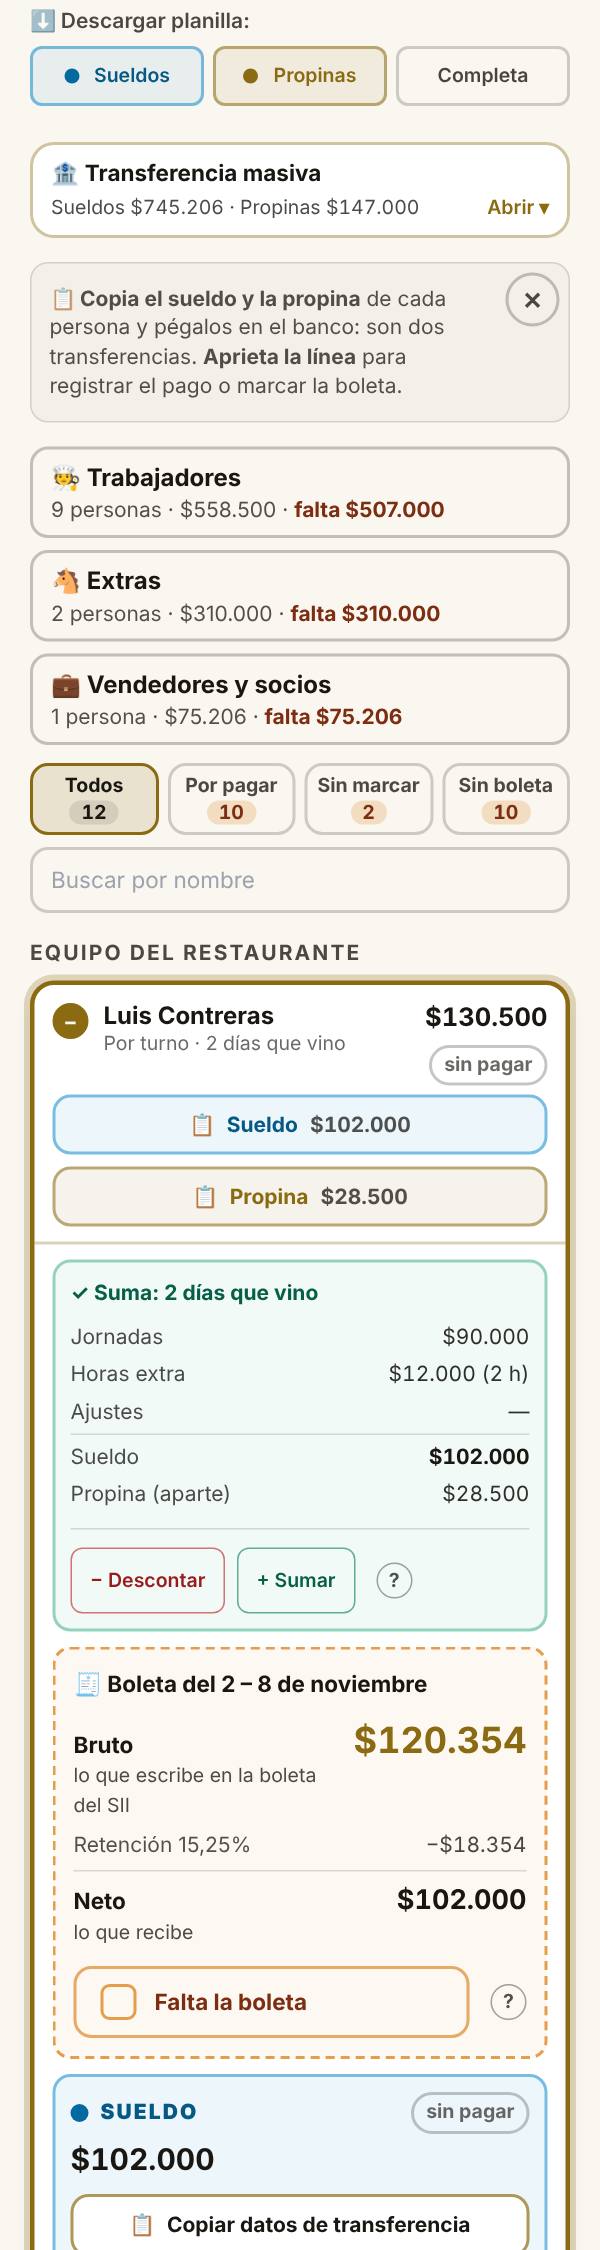 ⬇️ Descargar planilla:
Sueldos Propinas Completa
🏦 Transferencia masiva
Sueldos $745.206 · Propinas $147.000 Abrir ▾
📋 Copia el sueldo y la propina de cada
persona y pégalos en el banco: son dos
transferencias. Aprieta la línea para
registrar el pago o marcar la boleta.
✕
🧑‍🍳 Trabajadores
9 personas · $558.500 · falta $507.000
🐴 Extras
2 personas · $310.000 · falta $310.000
💼 Vendedores y socios
1 persona · $75.206 · falta $75.206
Todos Por pagar Sin marcar Sin boleta
12 10 2 10
Buscar por nombre
EQUIPO DEL RESTAURANTE
– Luis Contreras $130.500
Por turno · 2 días que vino
sin pagar
📋 Sueldo $102.000
📋 Propina $28.500
✓ Suma: 2 días que vino
Jornadas $90.000
Horas extra $12.000 (2 h)
Ajustes —
Sueldo $102.000
Propina (aparte) $28.500
− Descontar + Sumar ?
🧾 Boleta del 2 – 8 de noviembre
Bruto $120.354
lo que escribe en la boleta
del SII
Retención 15,25% −$18.354
Neto $102.000
lo que recibe
Falta la boleta ?
SUELDO sin pagar
$102.000
📋 Copiar datos de transferencia